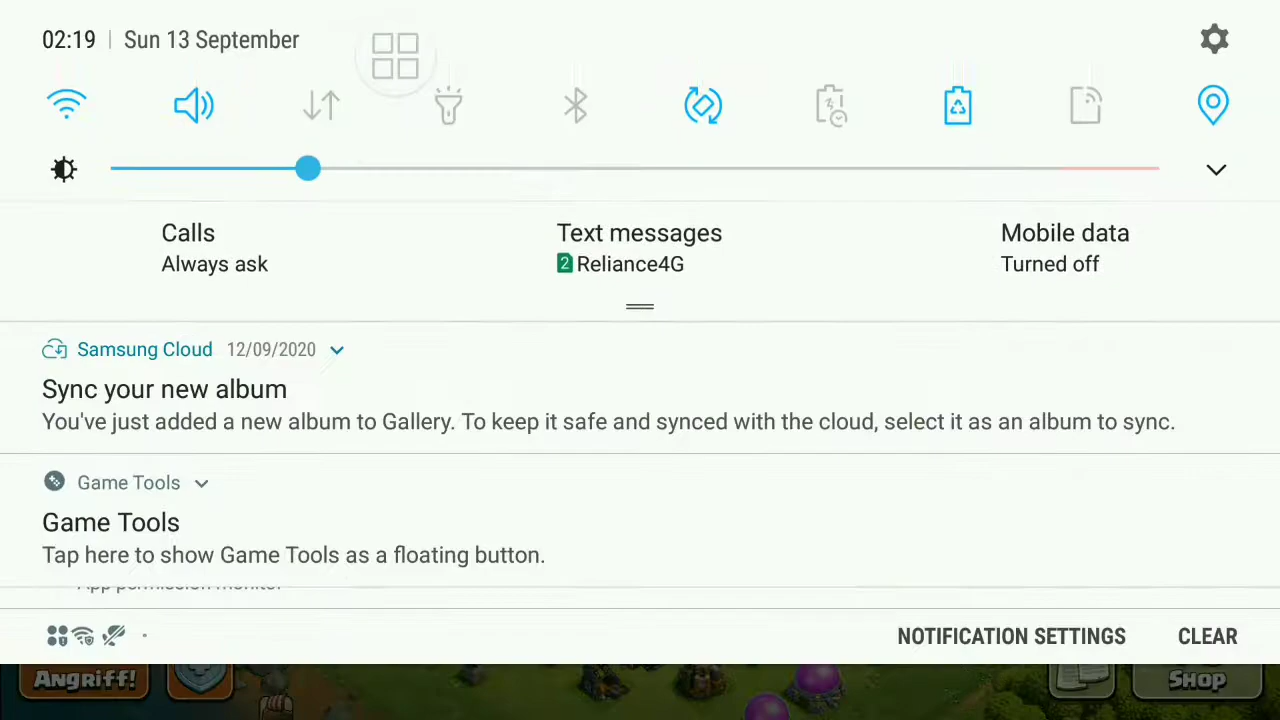 02:19 | Sun 13 September
Calls
Always ask
Text messages
2 Reliance4G
Mobile data
Turned off
Samsung Cloud 12/09/2020
Sync your new album
You've just added a new album to Gallery. To keep it safe and synced with the cloud, select it as an album to sync.
Game Tools
Game Tools
Tap here to show Game Tools as a floating button.
App permission monitor
NOTIFICATION SETTINGS CLEAR
Angriff!
Shop